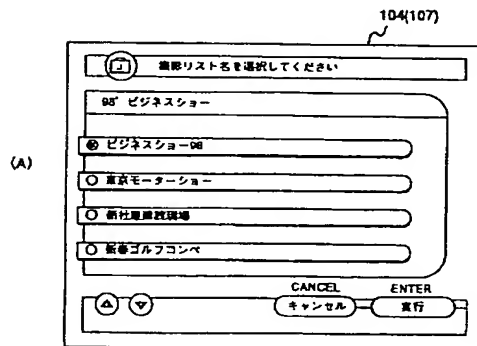 104(107)
撮影リスト名を選択してください
98' ビジネスショー
(A)
ビジネスショー98
東京モーターショー
新社屋建設現場
新春ゴルフコンペ
CANCEL
ENTER
キャンセル
実行